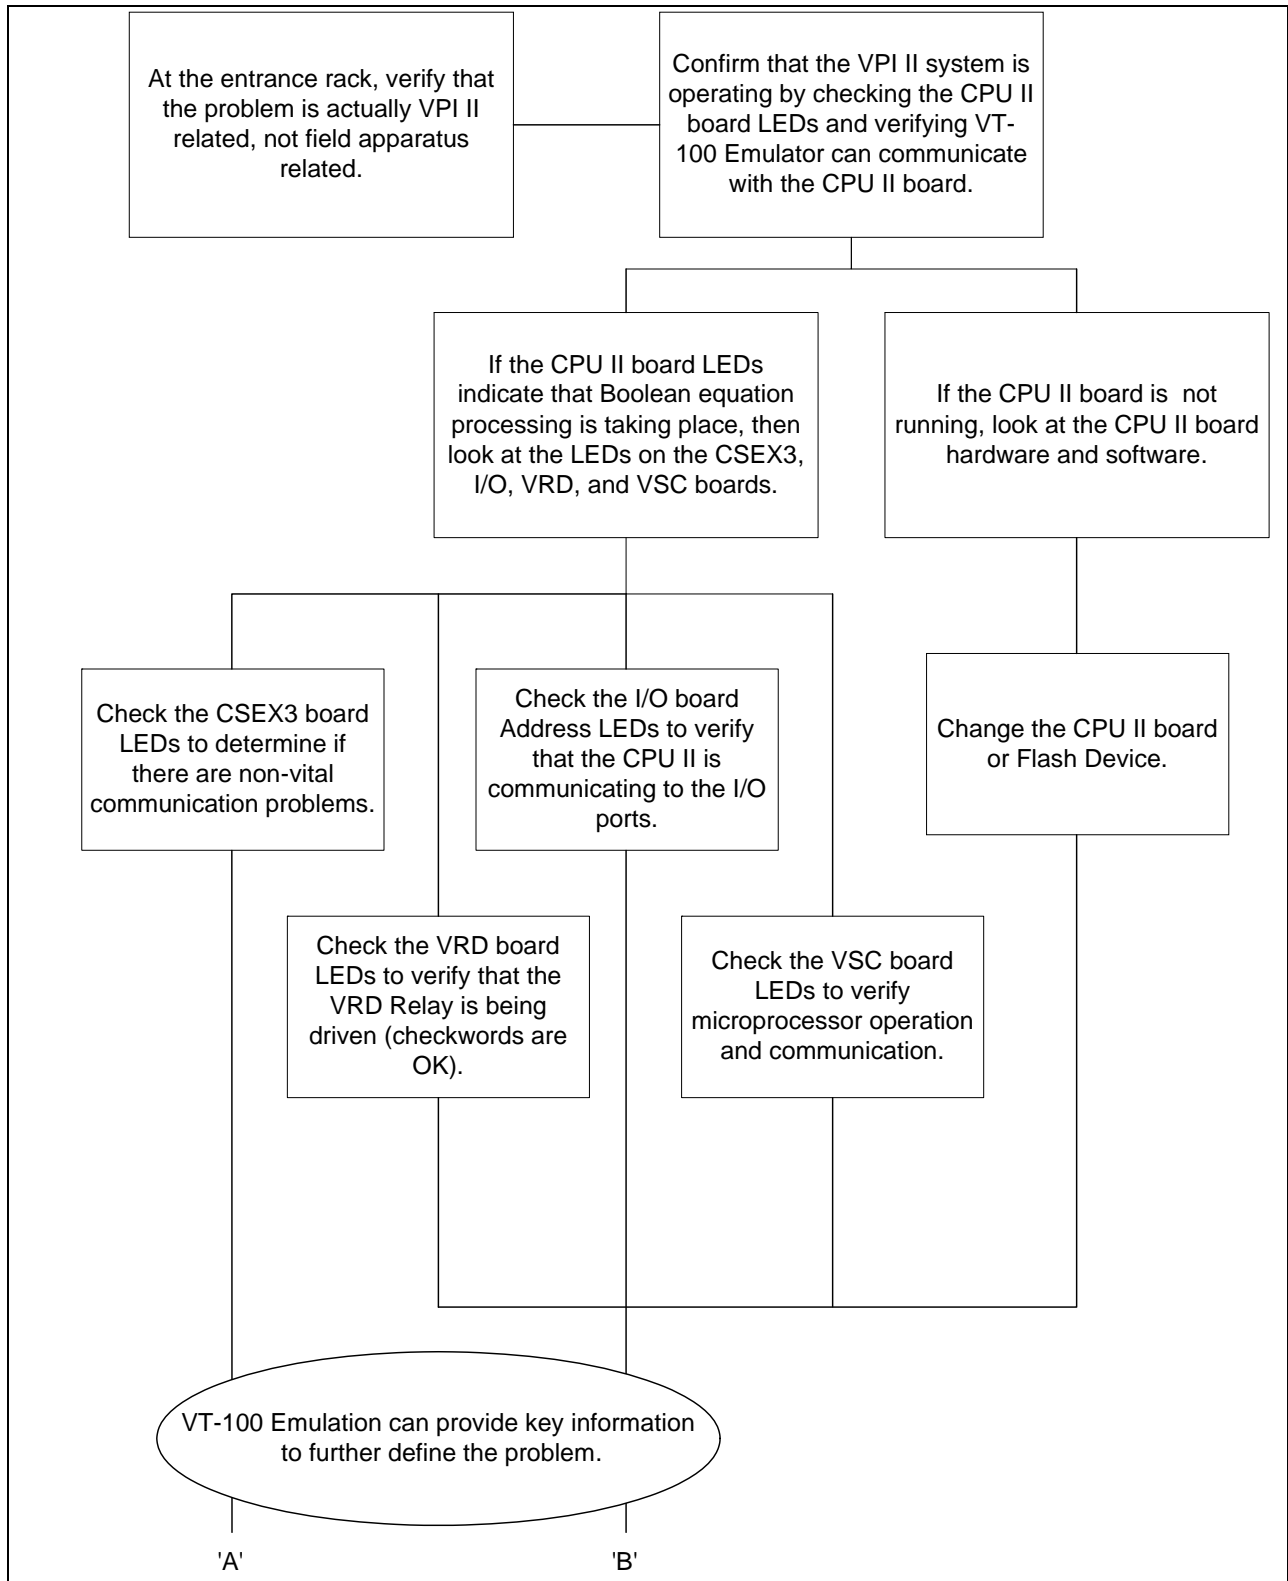 At the entrance rack, verify that
the problem is actually VPI II
related, not field apparatus
related.
Confirm that the VPI II system is
operating by checking the CPU II
board LEDs and verifying VT-
100 Emulator can communicate
with the CPU II board.
If the CPU II board LEDs
indicate that Boolean equation
processing is taking place, then
look at the LEDs on the CSEX3,
I/O, VRD, and VSC boards.
If the CPU II board is  not
running, look at the CPU II board
hardware and software.
Check the CSEX3 board
LEDs to determine if
there are non-vital
communication problems.
Check the I/O board
Address LEDs to verify
that the CPU II is
communicating to the I/O
ports.
Change the CPU II board
or Flash Device.
Check the VRD board
LEDs to verify that the
VRD Relay is being
driven (checkwords are
OK).
Check the VSC board
LEDs to verify
microprocessor operation
and communication.
VT-100 Emulation can provide key information
to further define the problem.
'A'
'B'